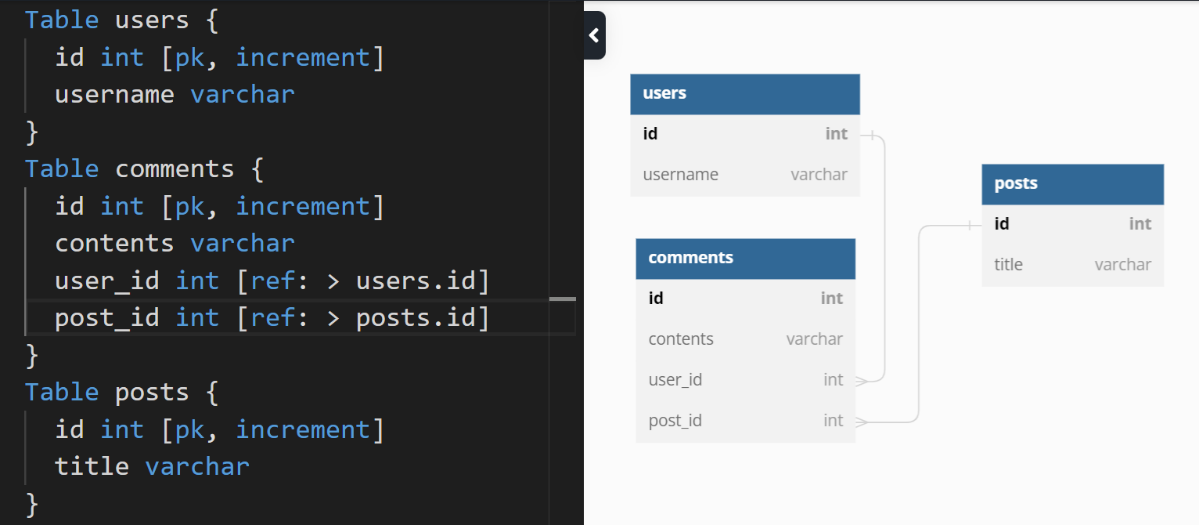 Table users {
id int [pk, increment]
username varchar
}
Table comments {
id int [pk, increment]
contents varchar
user_id int [ref: > users.id]
post_id int [ref: > posts.id]
}
Table posts {
id int [pk, increment]
title varchar
}
users
id int
username varchar
comments
id int
contents varchar
user_id int
post_id int
posts
id int
title varchar